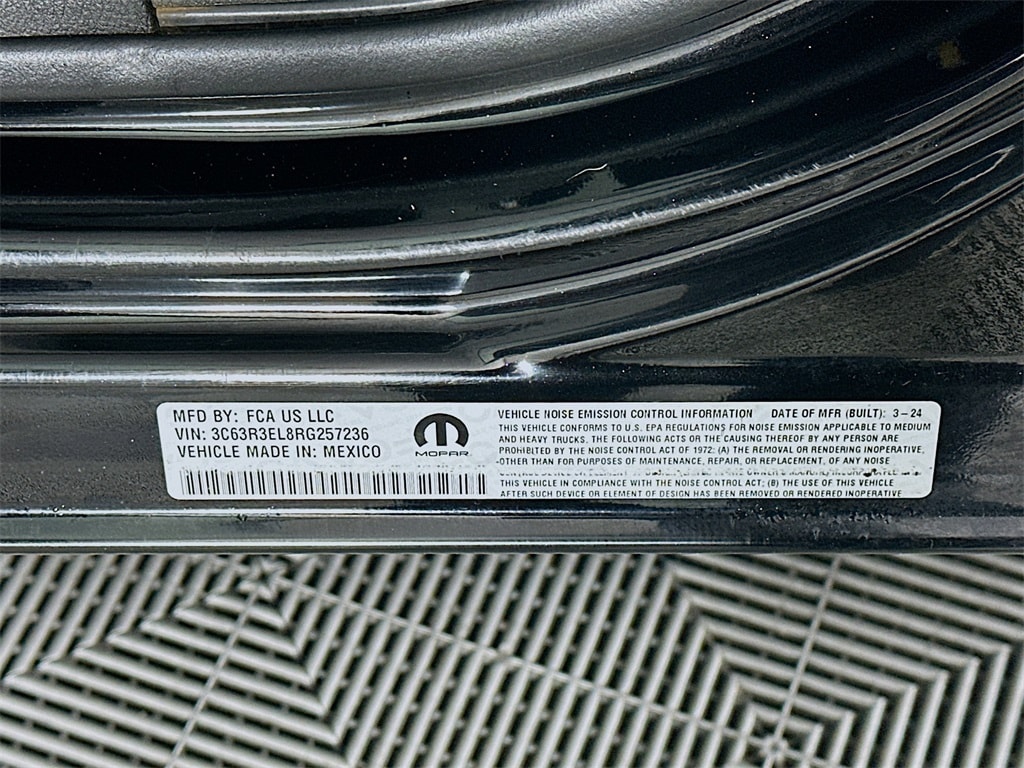 MFD BY: FCA US LLC
VIN: 3C63R3EL8RG257236
VEHICLE MADE IN: MEXICO
MOPAR
VEHICLE NOISE EMISSION CONTROL INFORMATION DATE OF MFR (BUILT): 3-24
THIS VEHICLE CONFORMS TO U.S. EPA REGULATIONS FOR NOISE EMISSION APPLICABLE TO MEDIUM
AND HEAVY TRUCKS. THE FOLLOWING ACTS OR THE CAUSING THEREOF BY ANY PERSON ARE
PROHIBITED BY THE NOISE CONTROL ACT OF 1972: (A) THE REMOVAL OR RENDERING INOPERATIVE,
OTHER THAN FOR PURPOSES OF MAINTENANCE, REPAIR, OR REPLACEMENT, OF ANY NOISE
THIS VEHICLE IN COMPLIANCE WITH THE NOISE CONTROL ACT; (B) THE USE OF THIS VEHICLE
AFTER SUCH DEVICE OR ELEMENT OF DESIGN HAS BEEN REMOVED OR RENDERED INOPERATIVE